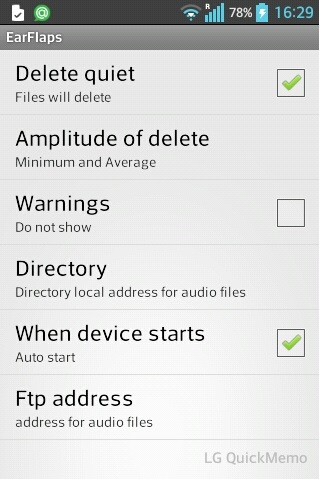 R 78% 16:29
EarFlaps
Delete quiet
Files will delete
Amplitude of delete
Minimum and Average
Warnings
Do not show
Directory
Directory local address for audio files
When device starts
Auto start
Ftp address
address for audio files
LG QuickMemo